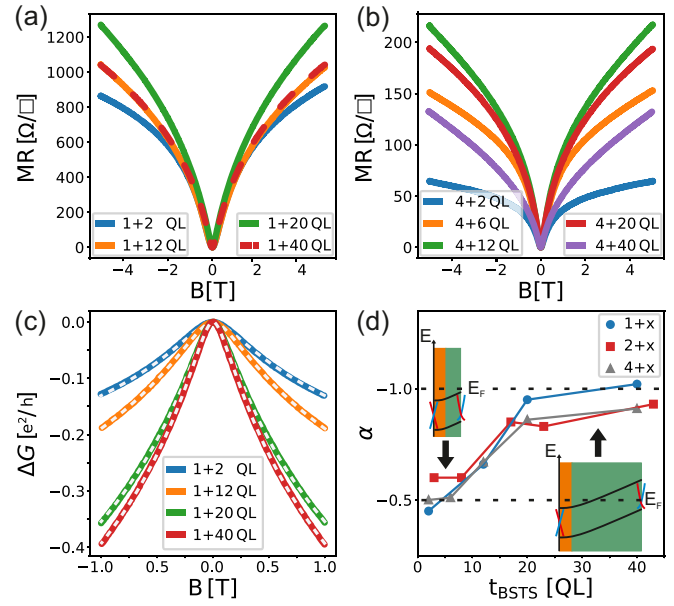 (a)
MR [Ω/□]
1200
1000
800
600
400
200
0
1+2 QL
1+12 QL
1+20 QL
1+40 QL
−4
−2
0
2
4
B[T]
(b)
MR [Ω/□]
200
150
100
50
0
4+2 QL
4+6 QL
4+12 QL
4+20 QL
4+40 QL
−4
−2
0
2
4
B[T]
(c)
ΔG [e²/h]
0.0
−0.1
−0.2
−0.3
−0.4
1+2 QL
1+12 QL
1+20 QL
1+40 QL
−1.0
−0.5
0.0
0.5
1.0
B [T]
(d)
α
−1.0
−0.5
E
E_F
1+x
2+x
4+x
E
E_F
0
10
20
30
40
t_BSTS [QL]